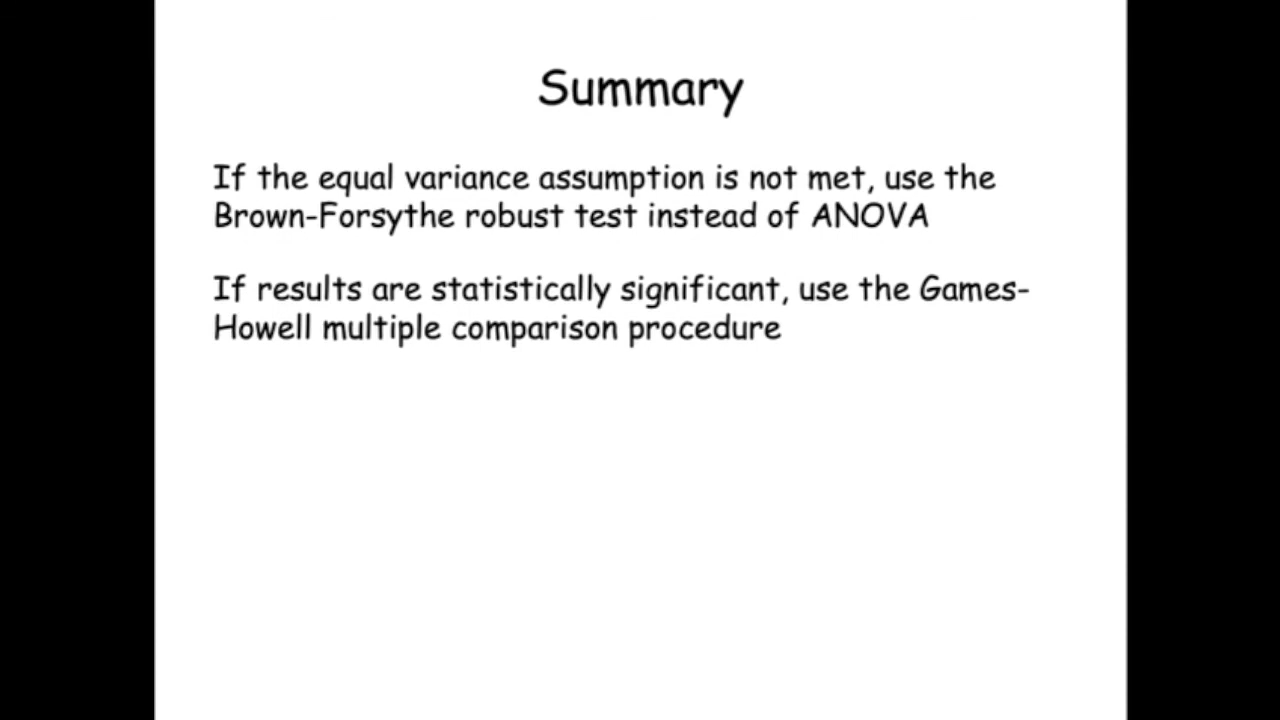 Summary
If the equal variance assumption is not met, use the
Brown-Forsythe robust test instead of ANOVA
If results are statistically significant, use the Games-
Howell multiple comparison procedure